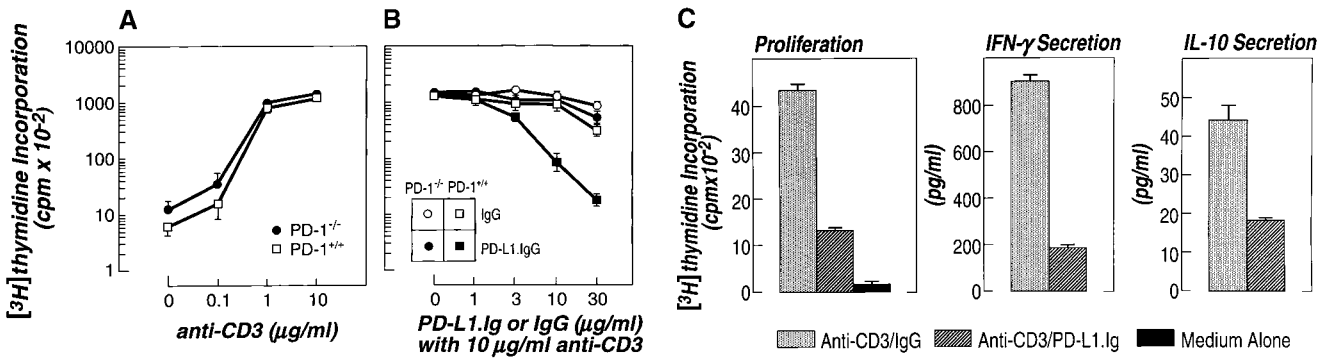 A
[³H]thymidine Incorporation
(cpm x 10⁻²)
10000
1000
100
10
1
PD-1⁻/⁻
PD-1⁺/⁺
0 0.1 1 10
anti-CD3 (μg/ml)
B
PD-1⁻/⁻ PD-1⁺/⁺
IgG
PD-L1.IgG
0 1 3 10 30
PD-L1.Ig or IgG (μg/ml)
with 10 μg/ml anti-CD3
C
Proliferation
[³H]thymidine Incorporation
(cpmx10⁻²)
40
30
20
10
0
IFN-γ Secretion
(pg/ml)
800
600
400
200
0
IL-10 Secretion
(pg/ml)
50
40
30
20
10
0
Anti-CD3/IgG Anti-CD3/PD-L1.Ig Medium Alone